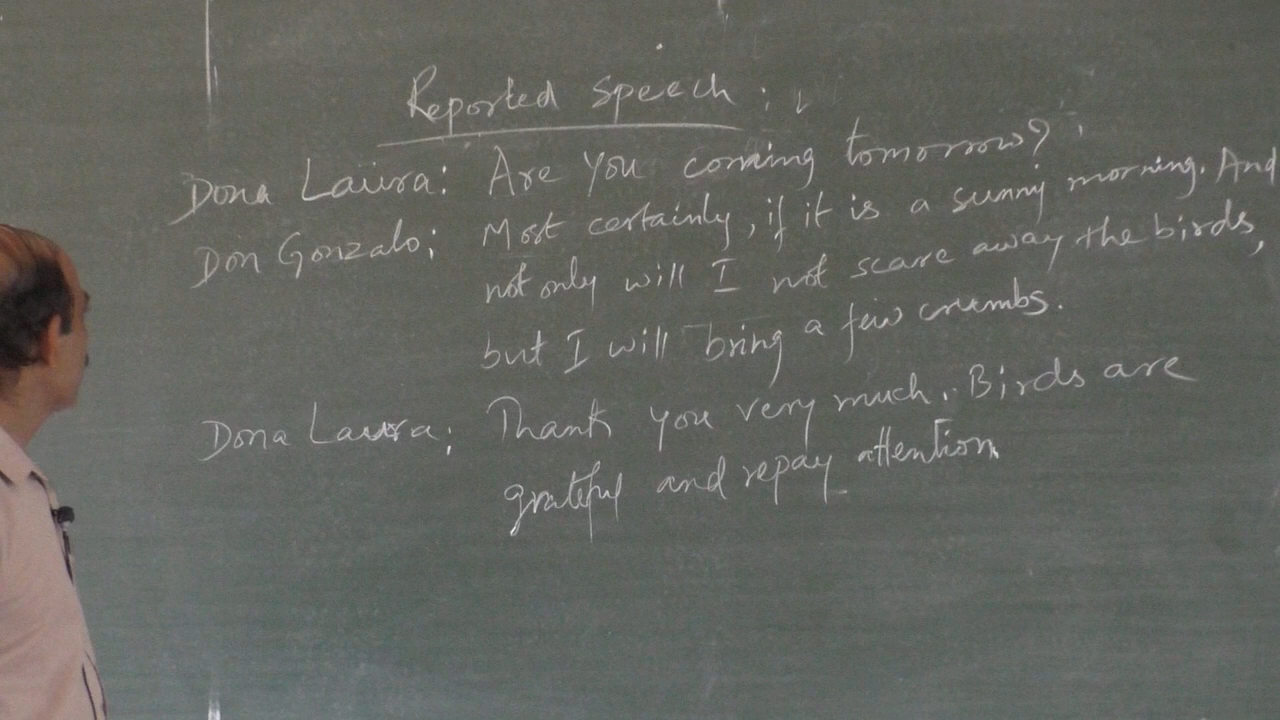 Reported Speech:
Dona Laura: Are you coming tomorrow?
Don Gonzalo: Most certainly, if it is a sunny morning. And
not only will I not scare away the birds,
but I will bring a few crumbs.
Dona Laura: Thank you very much. Birds are
grateful and repay attention.